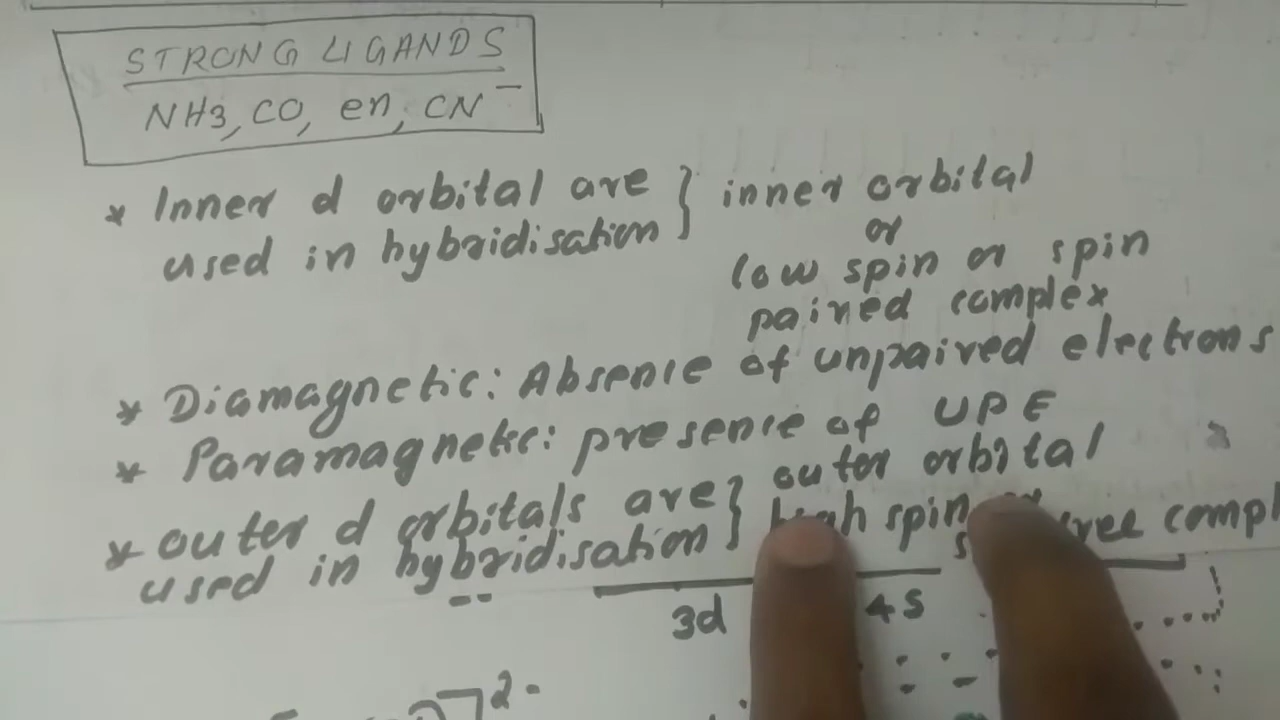 STRONG LIGANDS
NH3, CO, en, CN⁻
* Inner d orbital are } inner orbital
used in hybridisation
or
low spin or spin
paired complex
* Diamagnetic: Absence of unpaired electrons
* Paramagnetic: presence of UPE
* outer d orbitals are } outer orbital
used in hybridisation high spin
3d 4s
2-